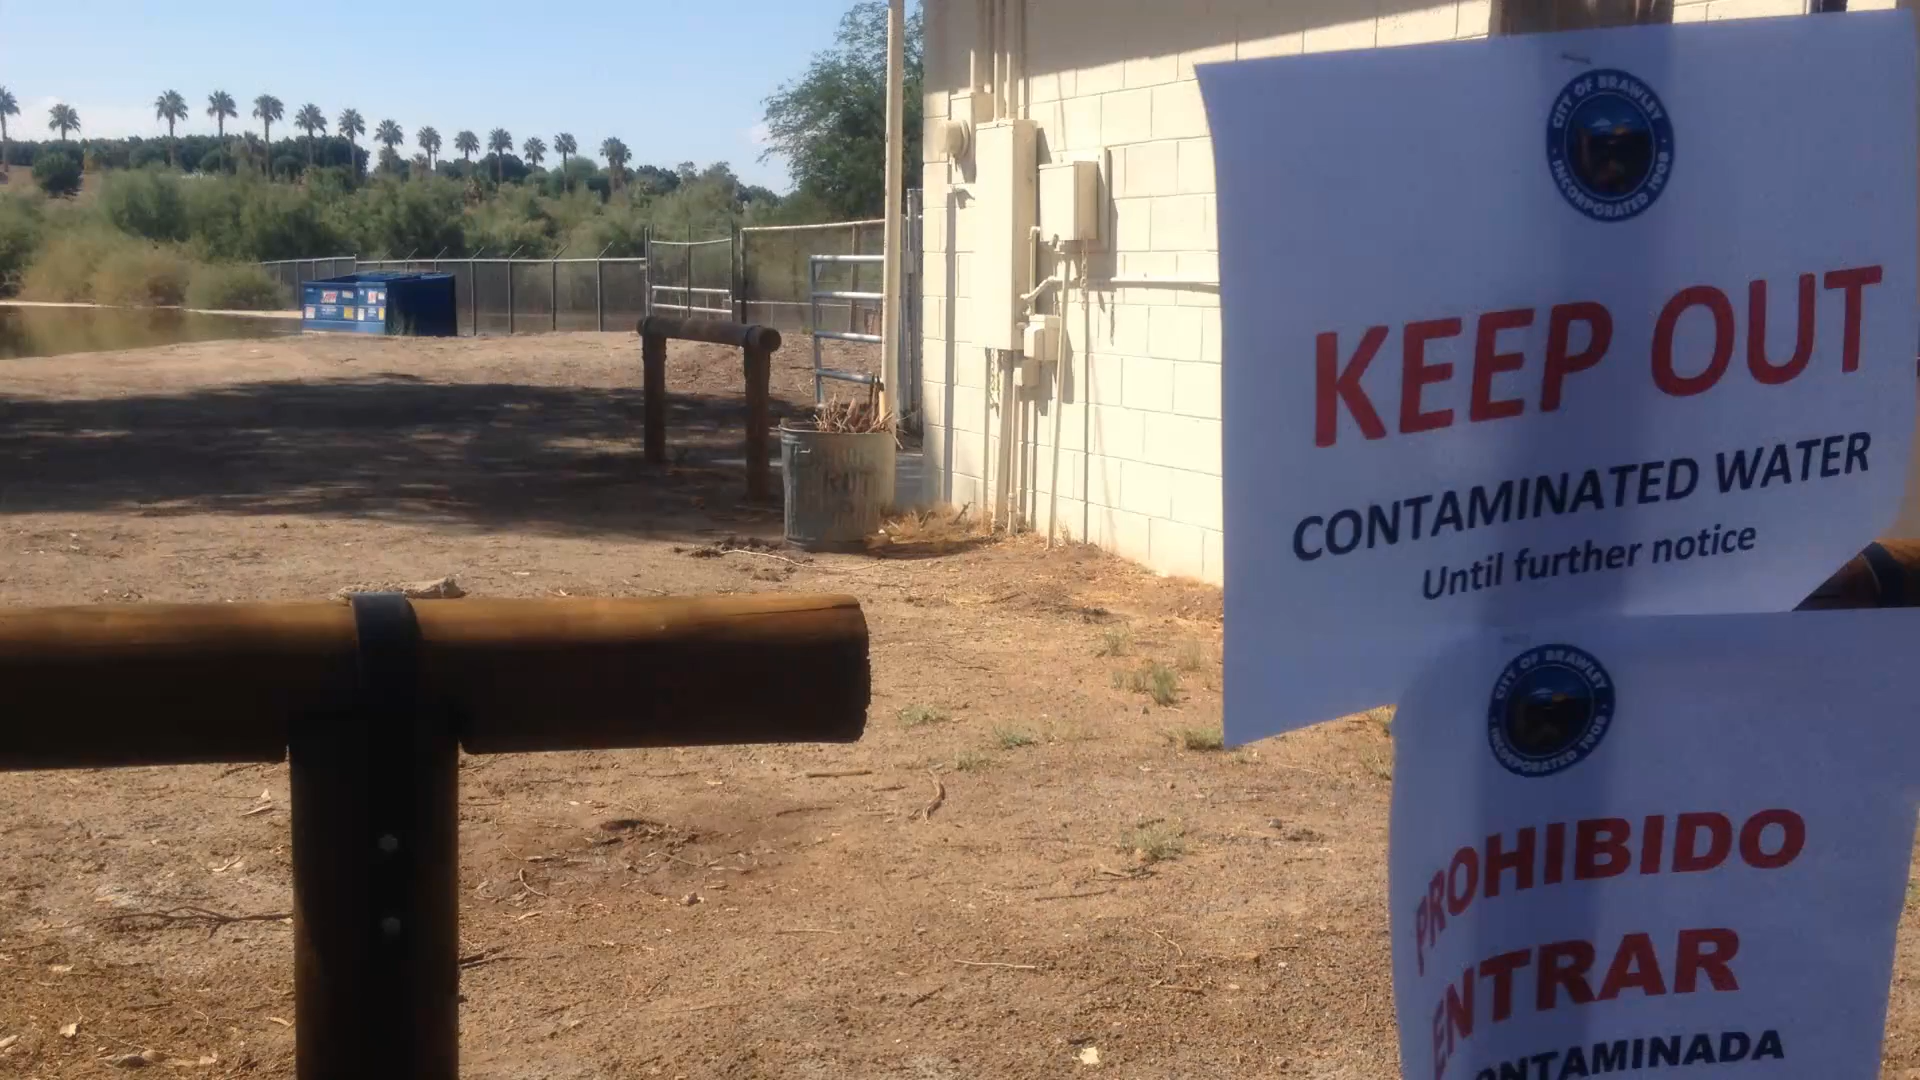 CITY OF BRAWLEY
INCORPORATED 1908
KEEP OUT
CONTAMINATED WATER
Until further notice
CITY OF BRAWLEY
INCORPORATED 1908
PROHIBIDO
ENTRAR
ONTAMINADA